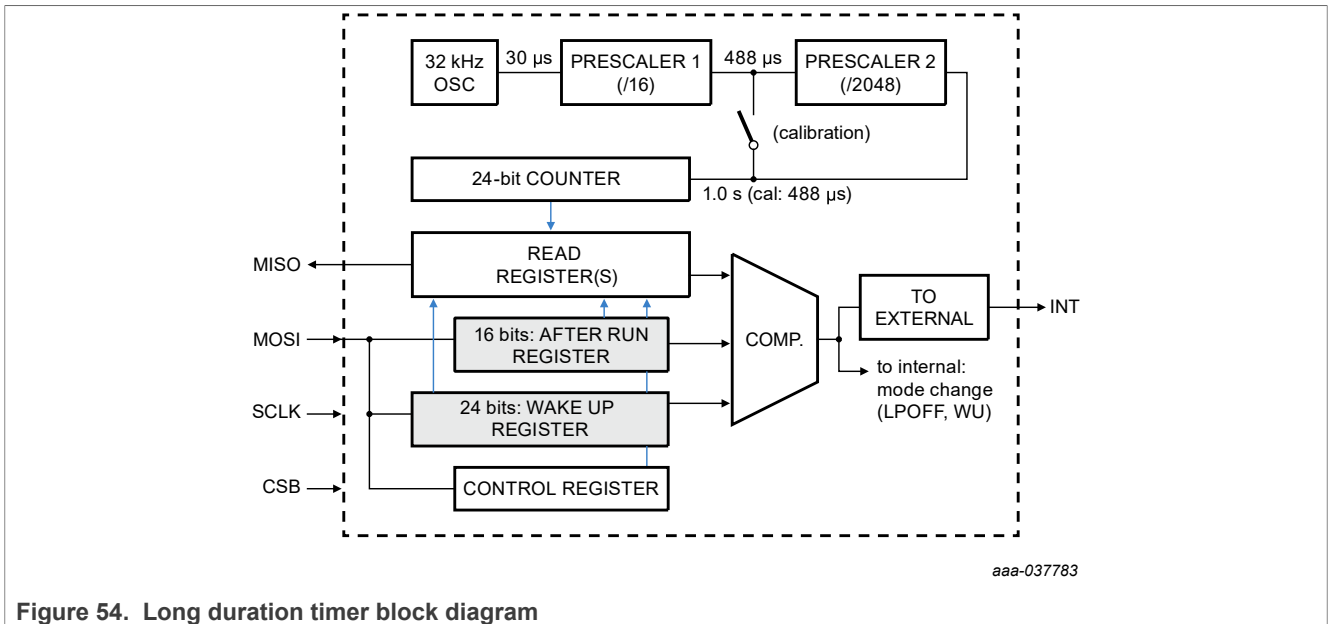 32 kHz
OSC
30 µs
PRESCALER 1
(/16)
488 µs
PRESCALER 2
(/2048)
(calibration)
24-bit COUNTER
1.0 s (cal: 488 µs)
READ
REGISTER(S)
MISO
TO
EXTERNAL
INT
MOSI
16 bits: AFTER RUN
REGISTER
COMP.
to internal:
mode change
(LPOFF, WU)
SCLK
24 bits: WAKE UP
REGISTER
CSB
CONTROL REGISTER
aaa-037783
Figure 54. Long duration timer block diagram